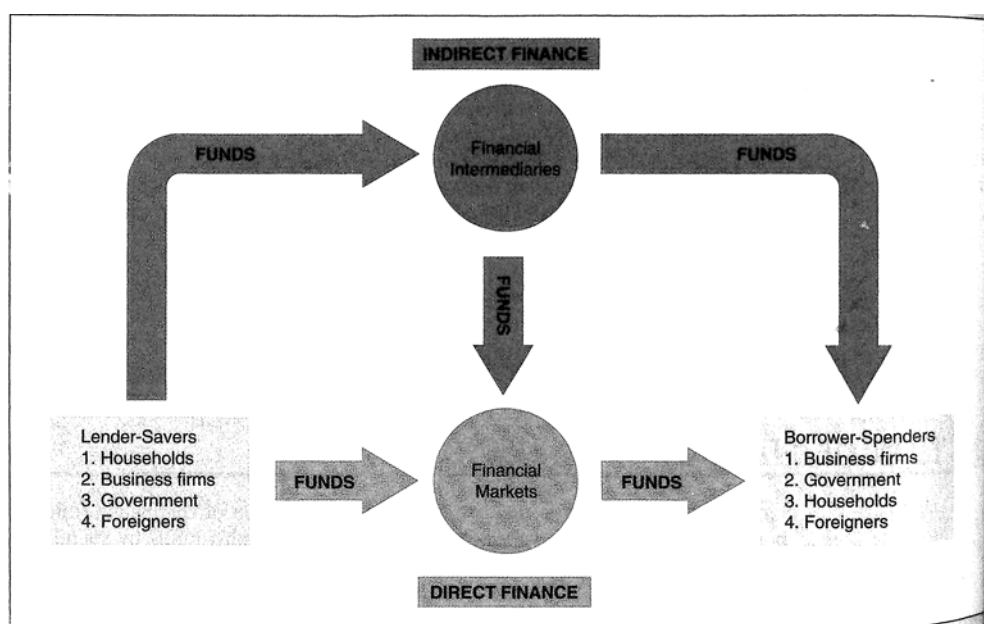 INDIRECT FINANCE
FUNDS
Financial
Intermediaries
FUNDS
FUNDS
Lender-Savers
1. Households
2. Business firms
3. Government
4. Foreigners
FUNDS
Financial
Markets
FUNDS
Borrower-Spenders
1. Business firms
2. Government
3. Households
4. Foreigners
DIRECT FINANCE